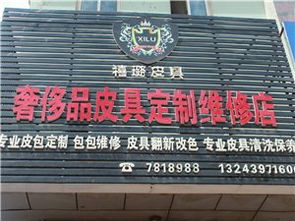 XILU
禧璐皮具
奢侈品皮具定制维修店
专业皮包定制 包包维修 皮具翻新改色 专业皮具清洗保养
☎ 7818988 13243971600